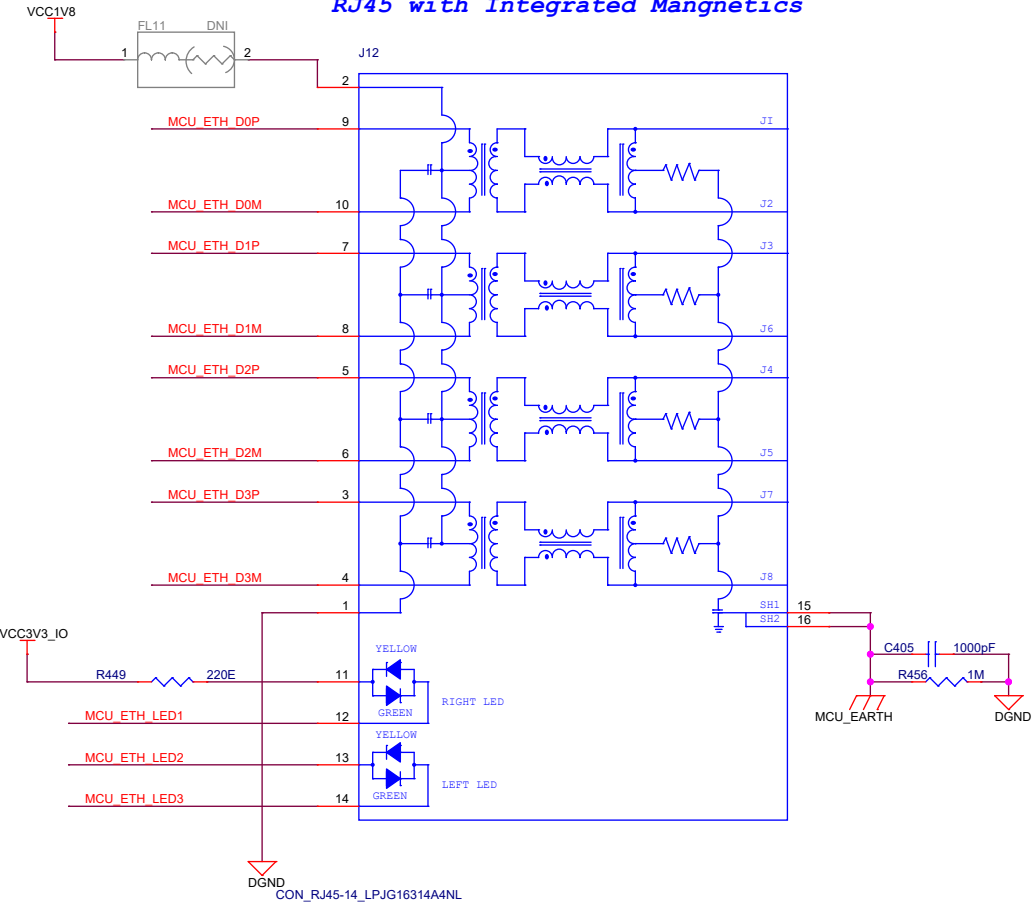 RJ45 with Integrated Mangnetics
VCC1V8
FL11 DNI
1 2
J12
2
MCU_ETH_D0P 9 JI
MCU_ETH_D0M 10 J2
MCU_ETH_D1P 7 J3
MCU_ETH_D1M 8 J6
MCU_ETH_D2P 5 J4
MCU_ETH_D2M 6 J5
MCU_ETH_D3P 3 J7
MCU_ETH_D3M 4 J8
1 SH1 15
SH2 16
VCC3V3_IO
C405 1000pF
YELLOW
R449 220E 11
R456 1M
RIGHT LED
GREEN
MCU_ETH_LED1 12
MCU_EARTH DGND
YELLOW
MCU_ETH_LED2 13
LEFT LED
GREEN
MCU_ETH_LED3 14
DGND
CON_RJ45-14_LPJG16314A4NL